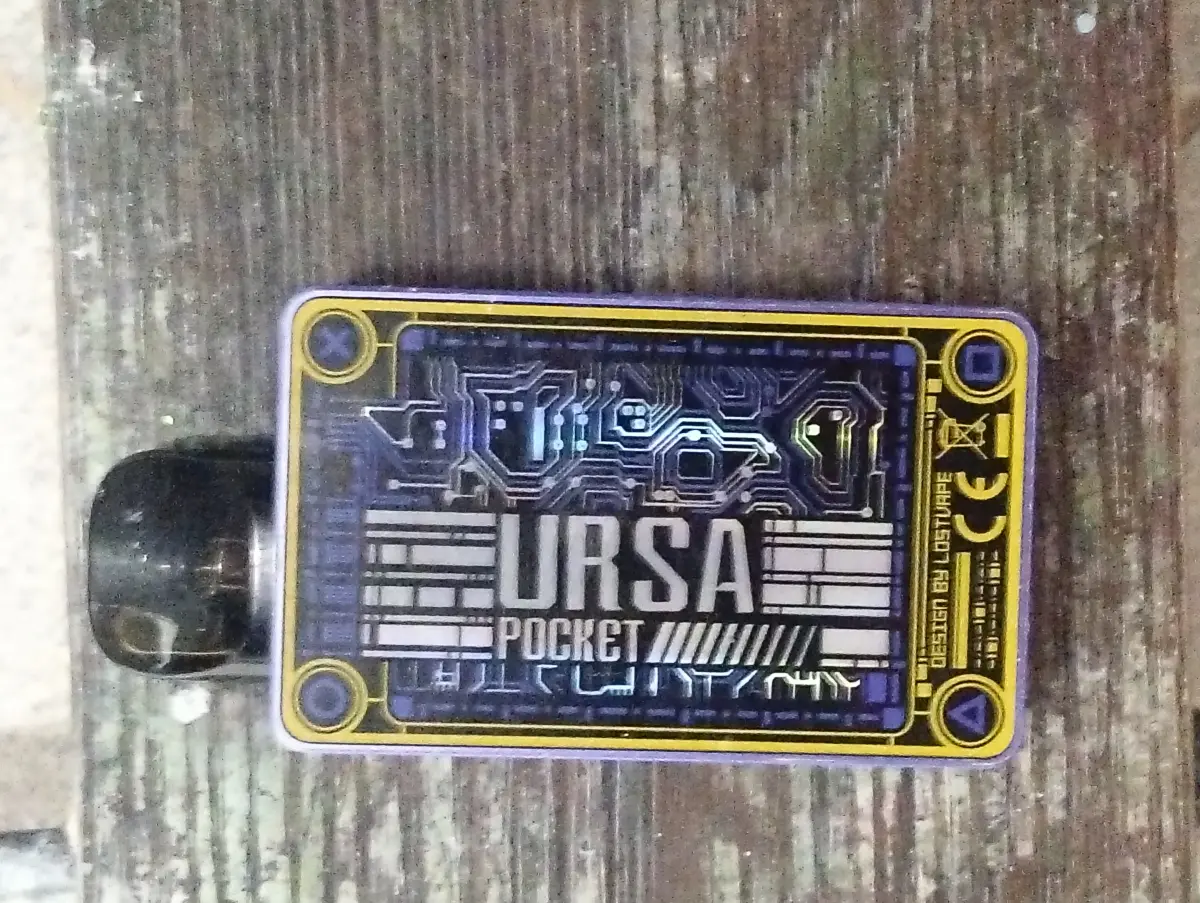 URSA
POCKET
DESIGN BY LOSTVAPE
CE